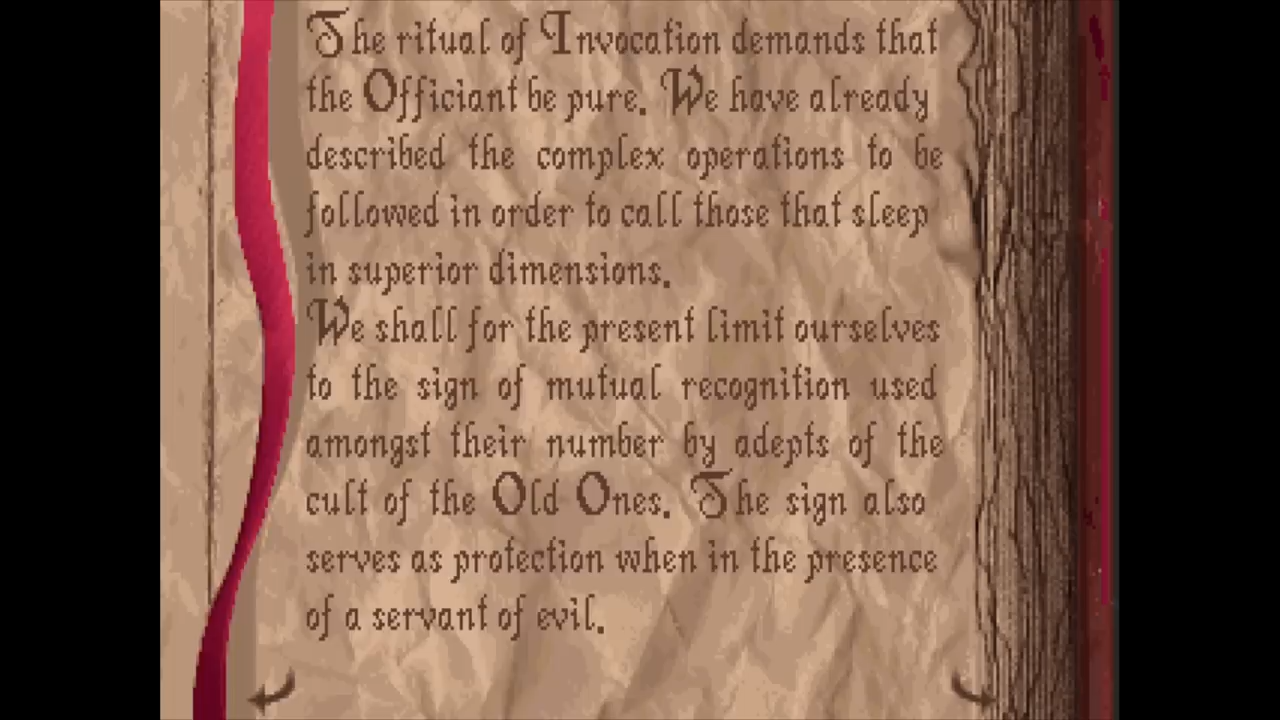 The ritual of Invocation demands that
the Officiant be pure. We have already
described the complex operations to be
followed in order to call those that sleep
in superior dimensions.
We shall for the present limit ourselves
to the sign of mutual recognition used
amongst their number by adepts of the
cult of the Old Ones. The sign also
serves as protection when in the presence
of a servant of evil.